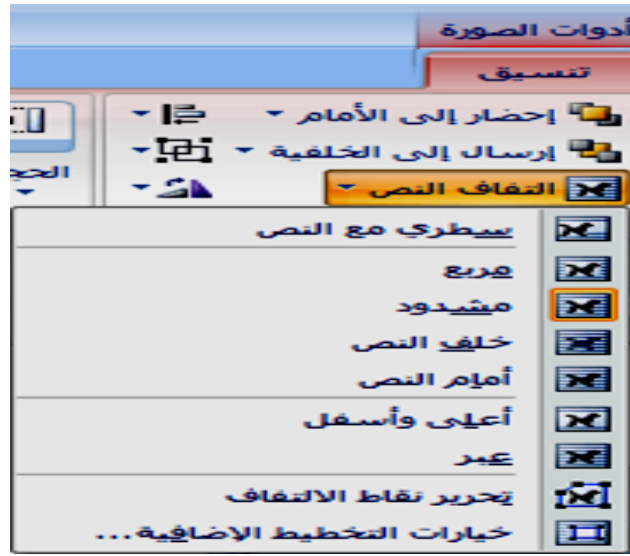 أدوات الصورة
تنسيق
إحضار إلى الأمام
إرسال إلى الخلفية
التفاف النص
سطري مع النص
مربع
مشدود
خلف النص
أمام النص
أعلى وأسفل
عبر
تحرير نقاط الالتفاف
خيارات التخطيط الإضافية...